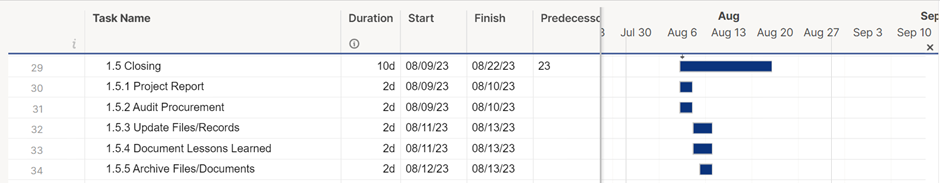 Task Name Duration Start Finish Predecesso Aug Sep
i 3 Jul 30 Aug 6 Aug 13 Aug 20 Aug 27 Sep 3 Sep 10
29 1.5 Closing 10d 08/09/23 08/22/23 23
30 1.5.1 Project Report 2d 08/09/23 08/10/23
31 1.5.2 Audit Procurement 2d 08/09/23 08/10/23
32 1.5.3 Update Files/Records 2d 08/11/23 08/13/23
33 1.5.4 Document Lessons Learned 2d 08/11/23 08/13/23
34 1.5.5 Archive Files/Documents 2d 08/12/23 08/13/23